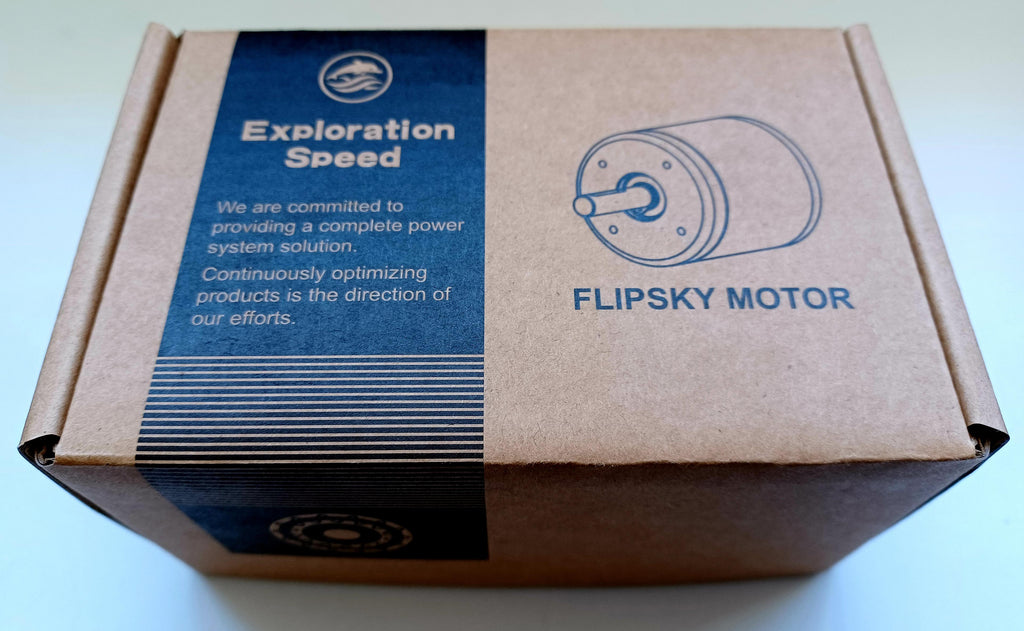 Exploration
Speed
We are committed to
providing a complete power
system solution.
Continuously optimizing
products is the direction of
our efforts.
FLIPSKY MOTOR